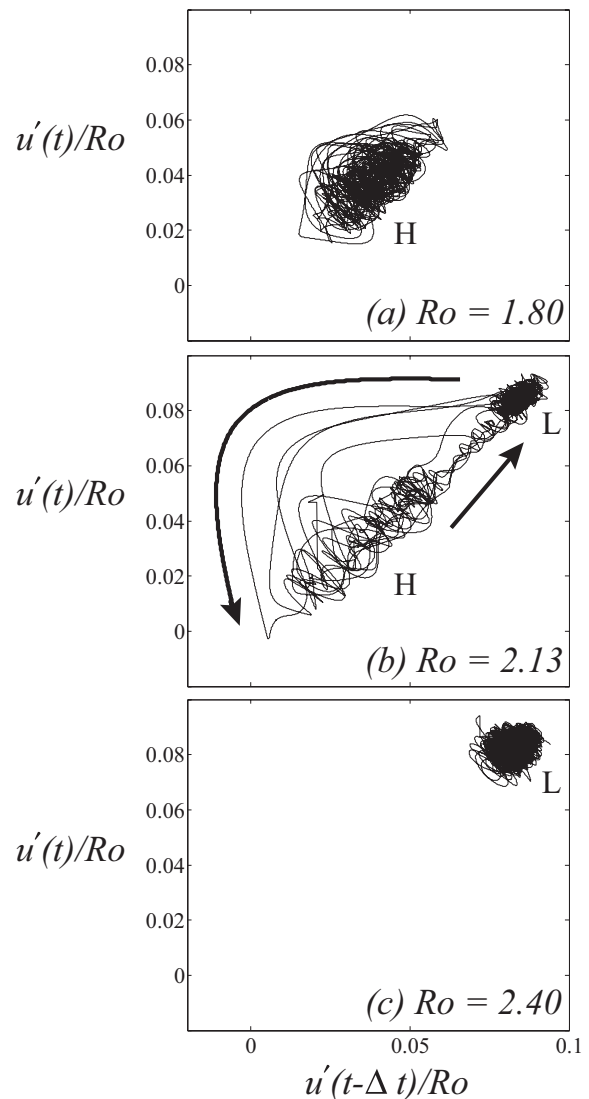 0.08
0.06
u'(t)/Ro
0.04
0.02
H
0
(a) Ro = 1.80
0.08
L
0.06
u'(t)/Ro
0.04
0.02
H
0
(b) Ro = 2.13
0.08
L
0.06
u'(t)/Ro
0.04
0.02
0
(c) Ro = 2.40
0 0.05 0.1
u'(t-Δ t)/Ro